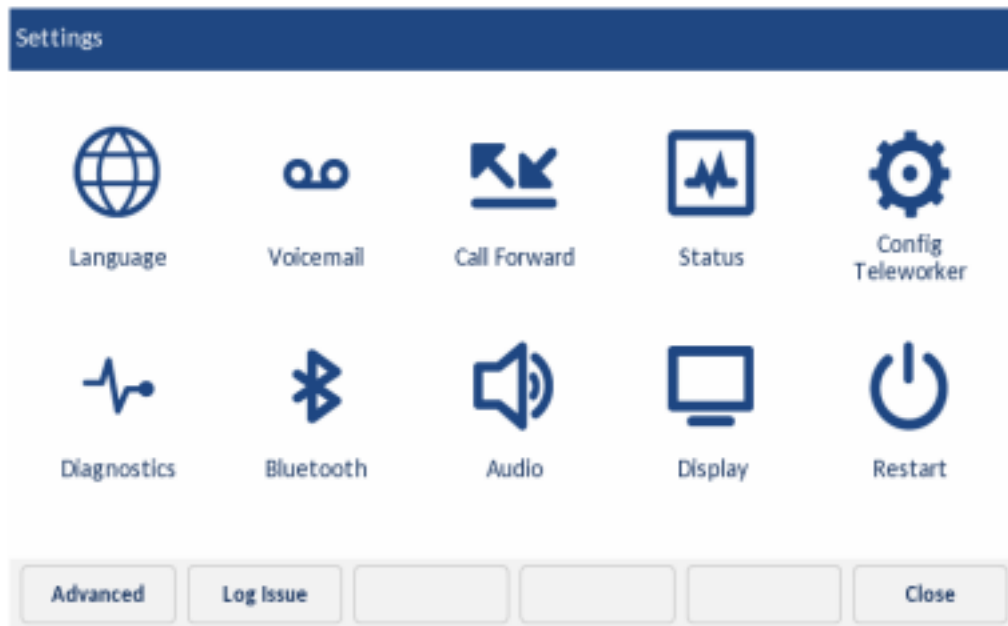 Settings
Language
Voicemail
Call Forward
Status
Config
Teleworker
Diagnostics
Bluetooth
Audio
Display
Restart
Advanced
Log Issue
Close